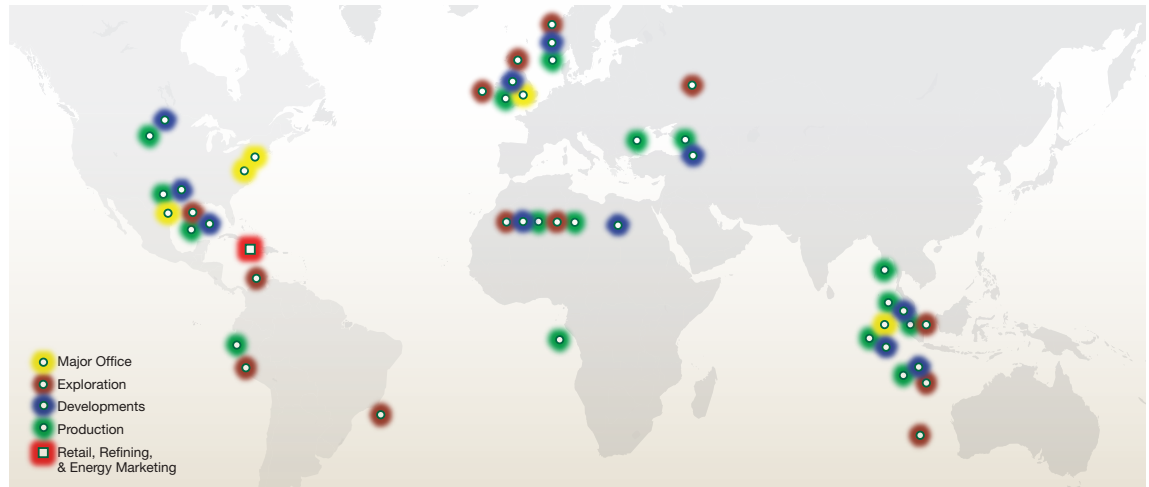 Major Office
Exploration
Developments
Production
Retail, Refining,
& Energy Marketing